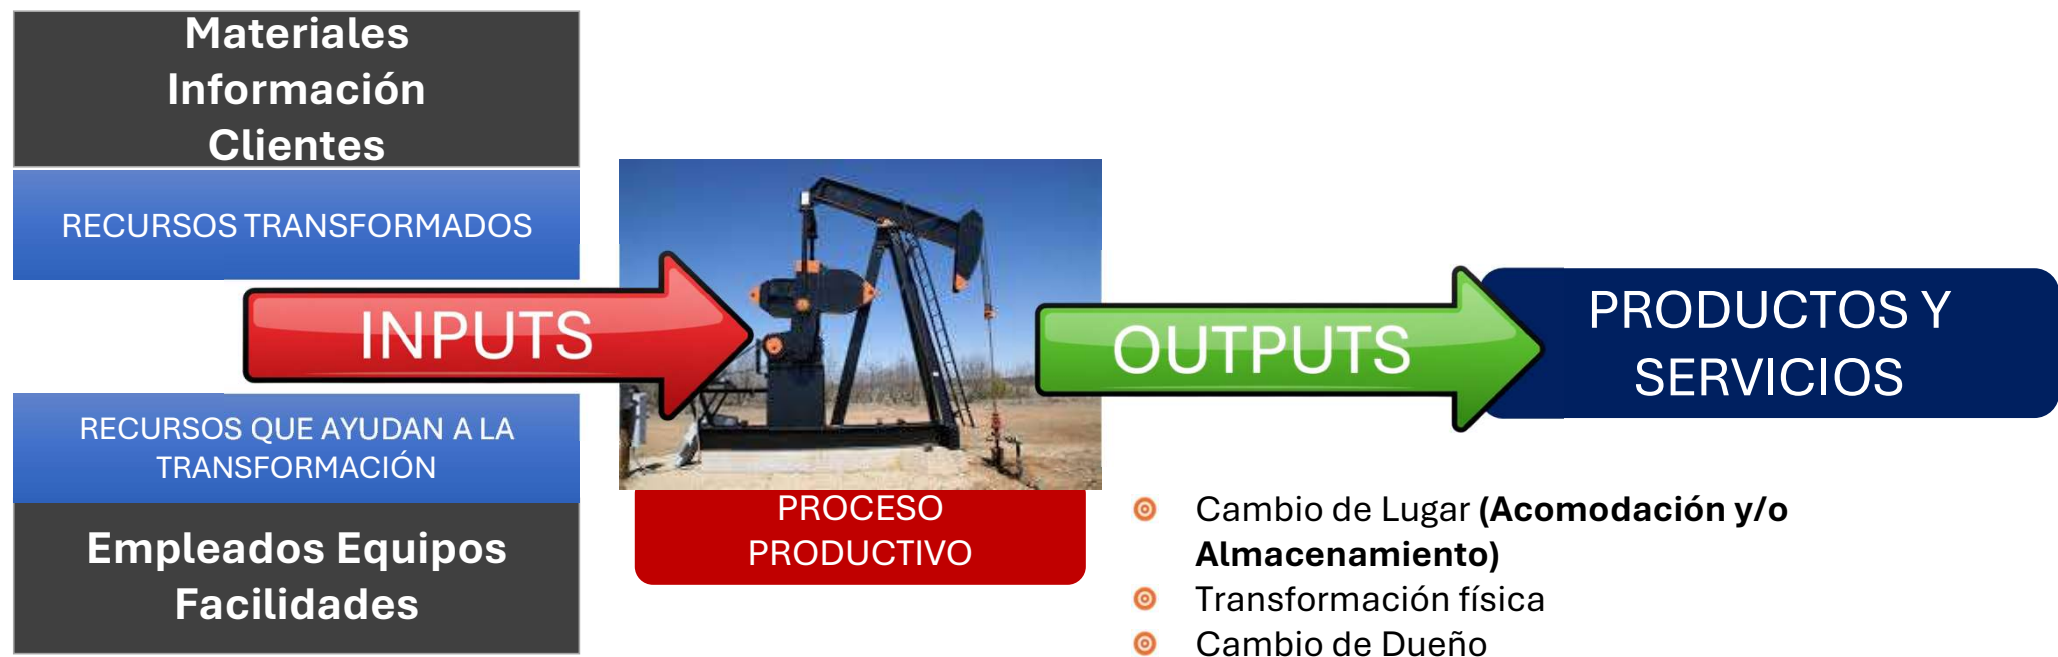 Materiales
Información
Clientes
RECURSOS TRANSFORMADOS
INPUTS
RECURSOS QUE AYUDAN A LA
TRANSFORMACIÓN
Empleados Equipos
Facilidades
PROCESO
PRODUCTIVO
OUTPUTS
PRODUCTOS Y
SERVICIOS
Cambio de Lugar (Acomodación y/o
Almacenamiento)
Transformación física
Cambio de Dueño